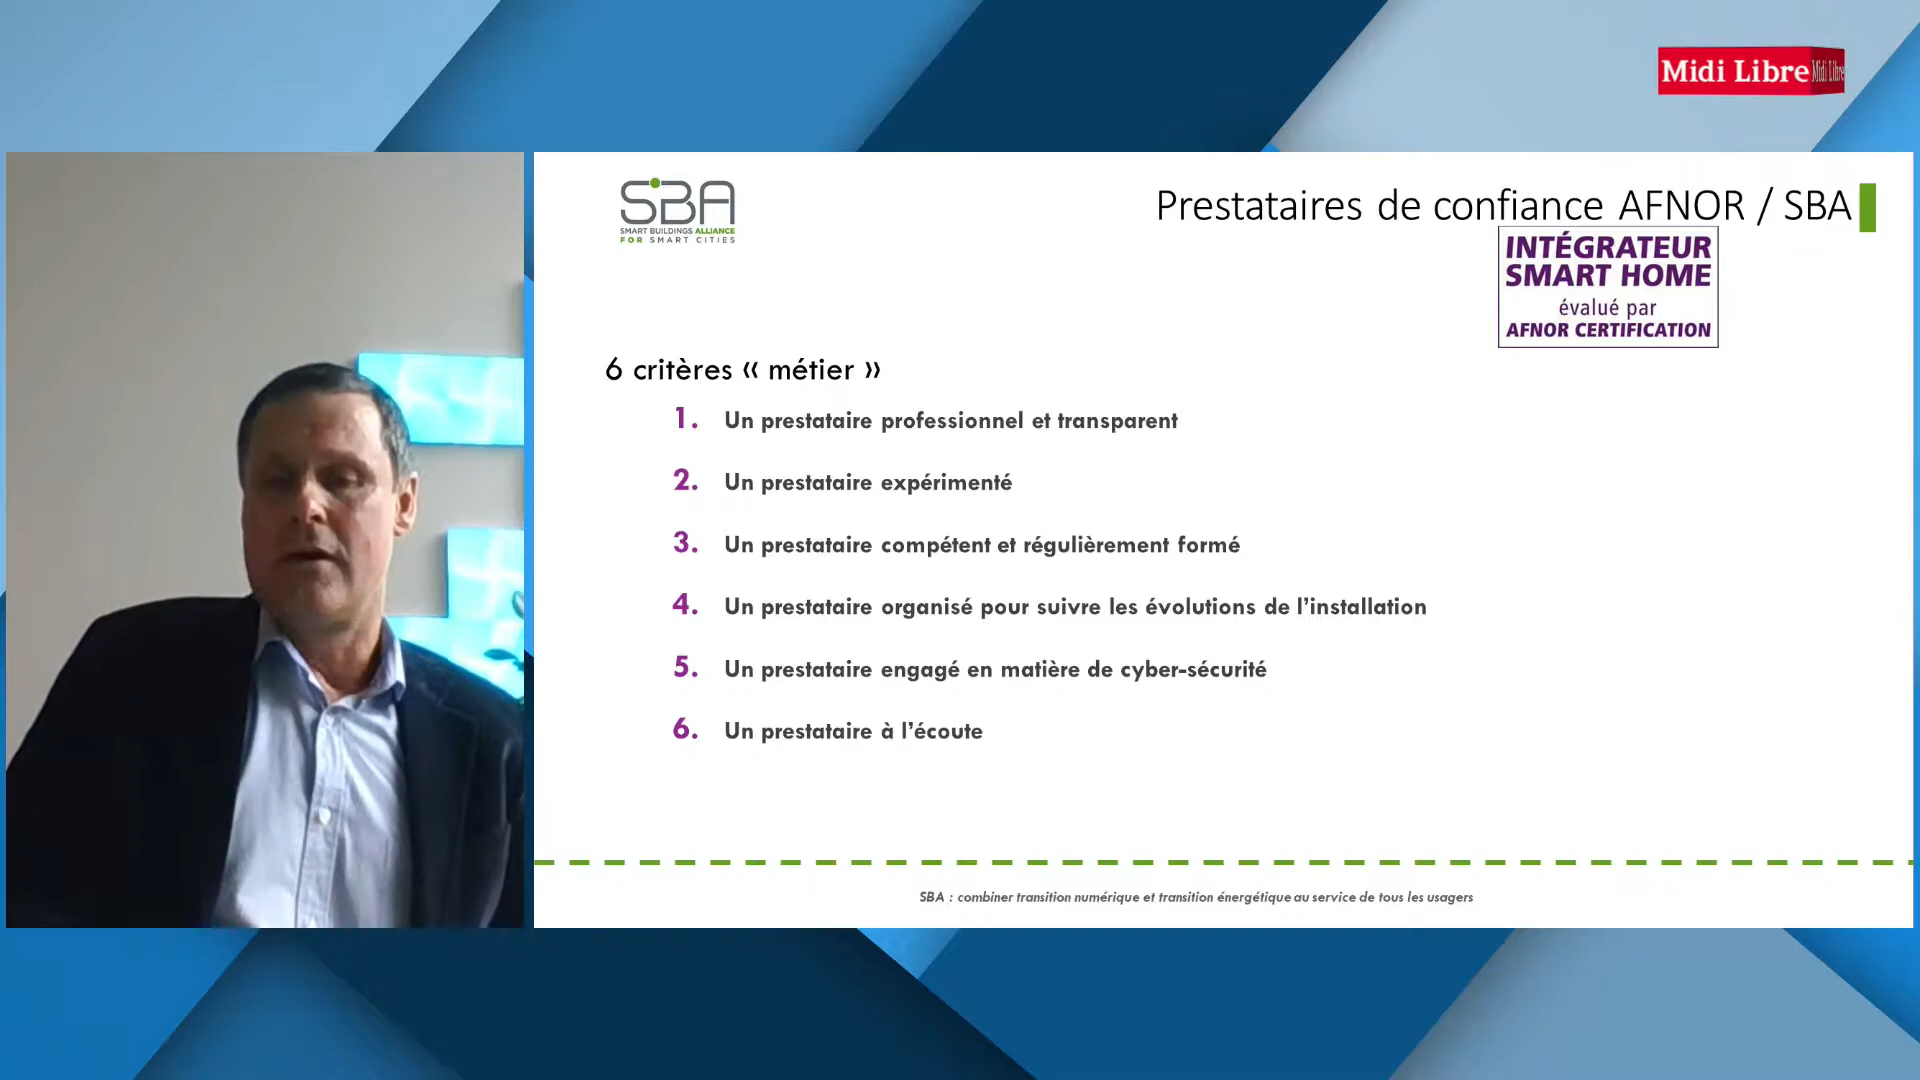 Midi Libre
Midi Libre
SBA
SMART BUILDINGS ALLIANCE
FOR SMART CITIES
Prestataires de confiance AFNOR / SBA
INTÉGRATEUR
SMART HOME
évalué par
AFNOR CERTIFICATION
6 critères « métier »
1. Un prestataire professionnel et transparent
2. Un prestataire expérimenté
3. Un prestataire compétent et régulièrement formé
4. Un prestataire organisé pour suivre les évolutions de l’installation
5. Un prestataire engagé en matière de cyber-sécurité
6. Un prestataire à l’écoute
SBA : combiner transition numérique et transition énergétique au service de tous les usagers